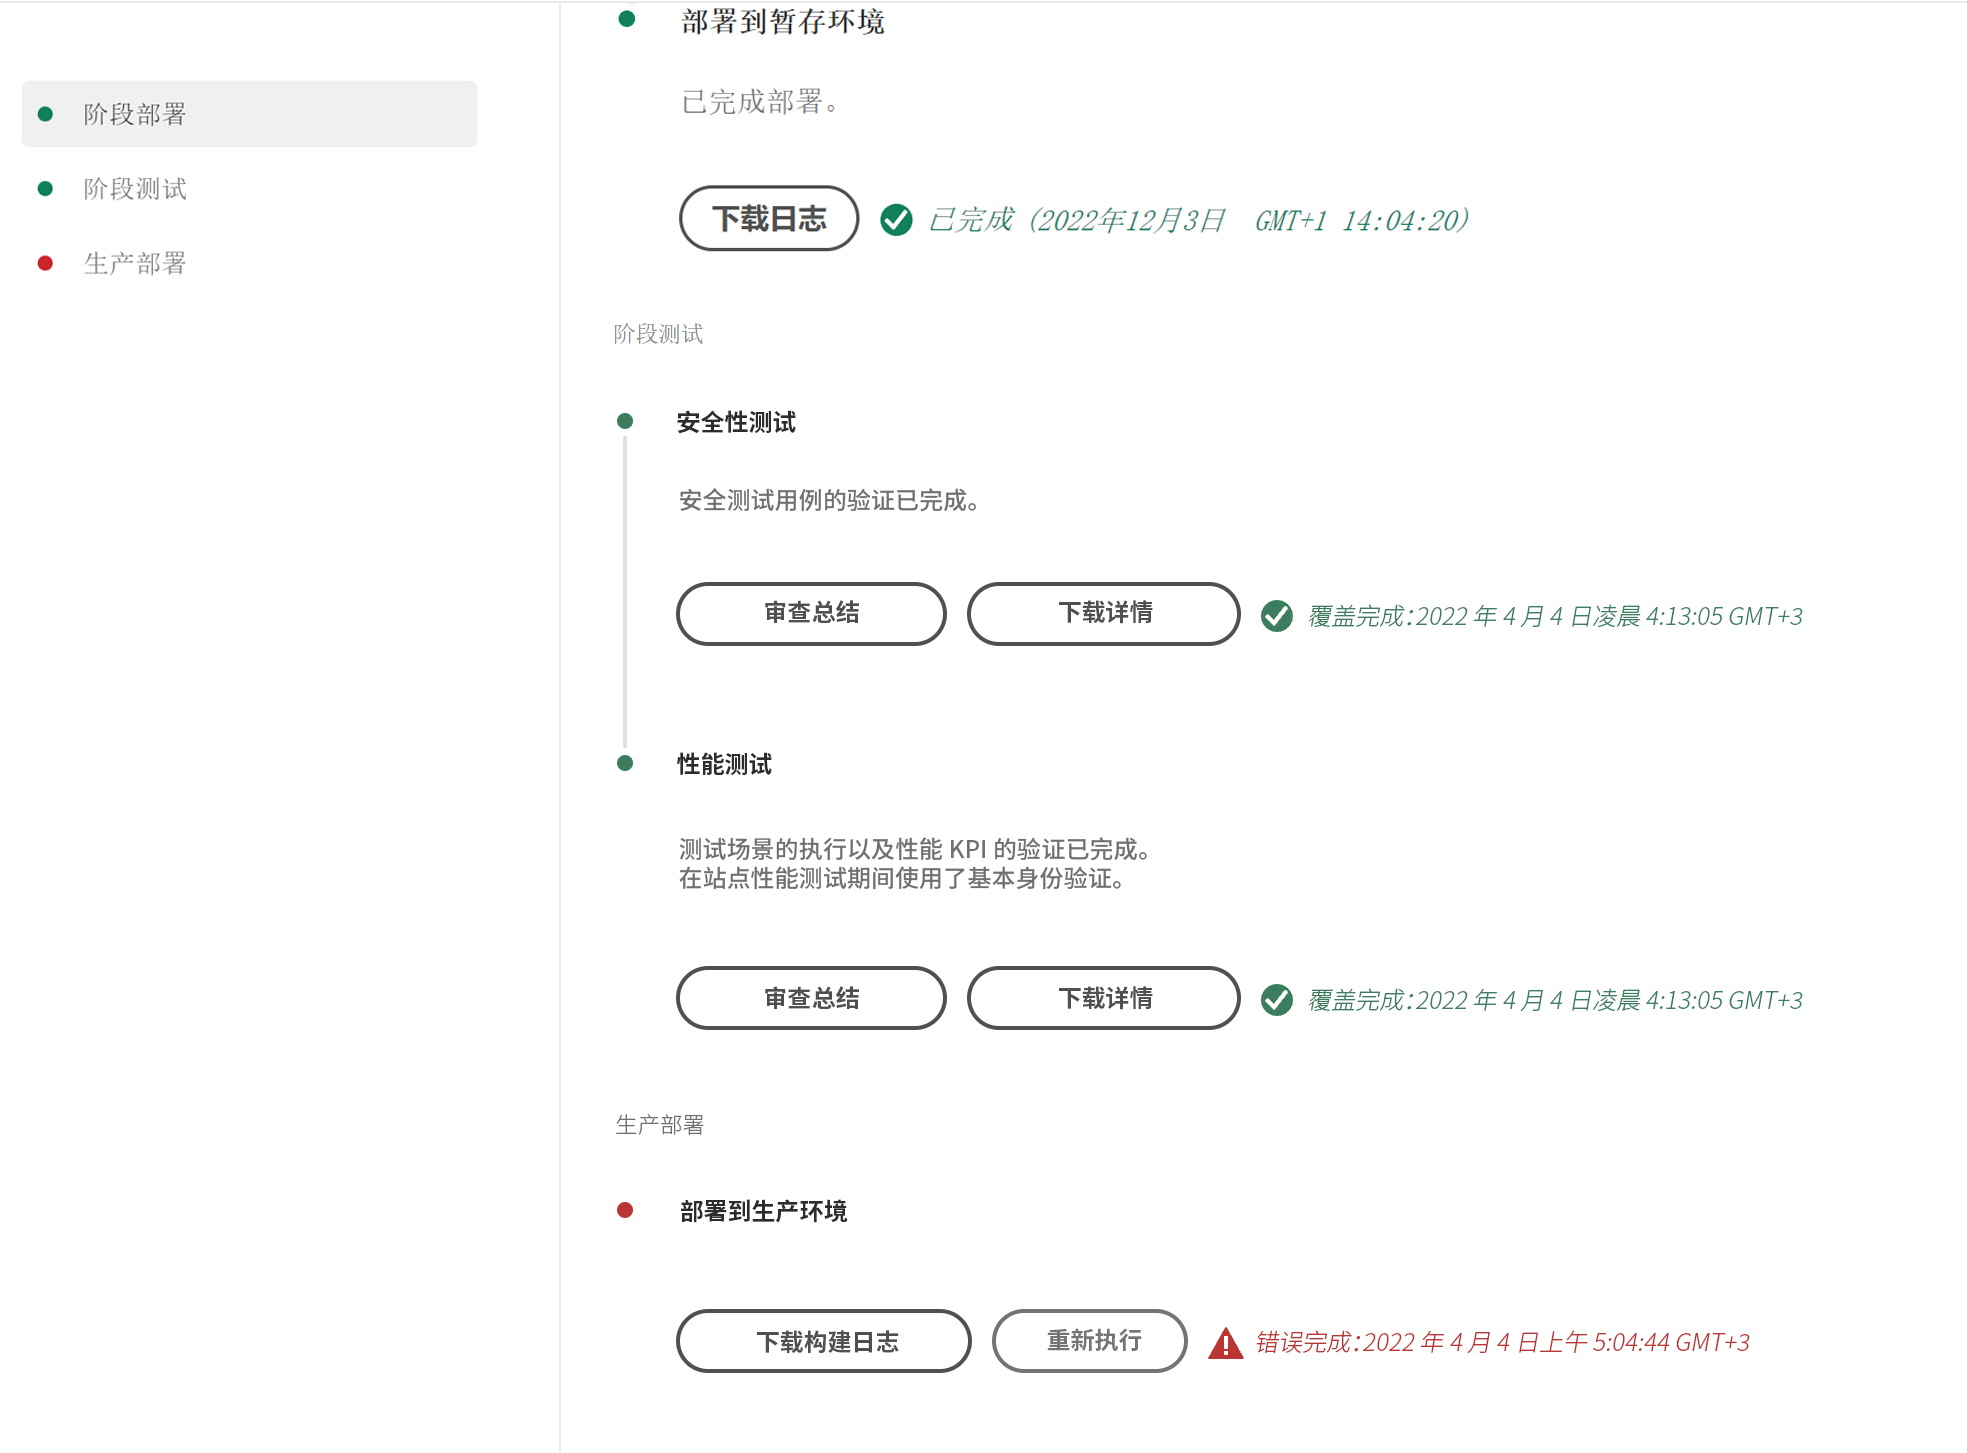 阶段部署
阶段测试
生产部署
部署到暂存环境
已完成部署。
下载日志
已完成（2022年12月3日 GMT+1 14:04:20）
阶段测试
安全性测试
安全测试用例的验证已完成。
审查总结
下载详情
覆盖完成：2022 年 4 月 4 日凌晨 4:13:05 GMT+3
性能测试
测试场景的执行以及性能 KPI 的验证已完成。
在站点性能测试期间使用了基本身份验证。
审查总结
下载详情
覆盖完成：2022 年 4 月 4 日凌晨 4:13:05 GMT+3
生产部署
部署到生产环境
下载构建日志
重新执行
错误完成：2022 年 4 月 4 日上午 5:04:44 GMT+3